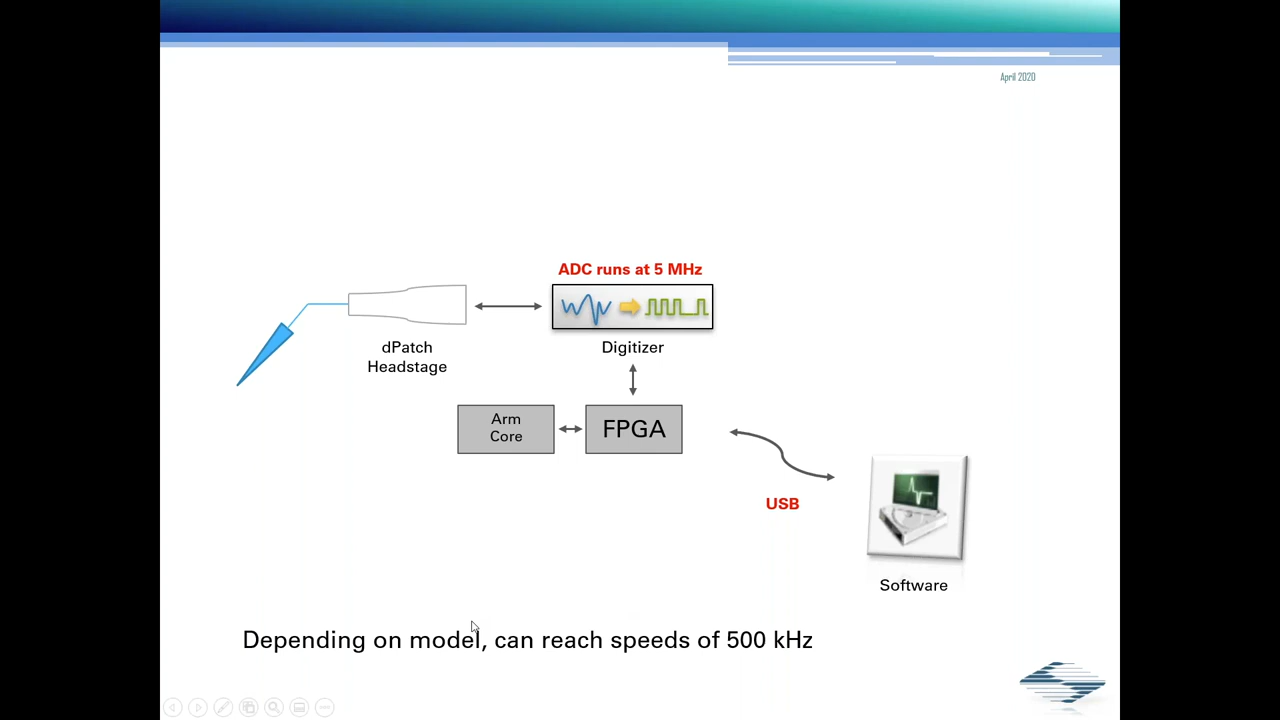 April 2020
ADC runs at 5 MHz
dPatch
Headstage
Digitizer
Arm
Core
FPGA
USB
Software
Depending on model, can reach speeds of 500 kHz